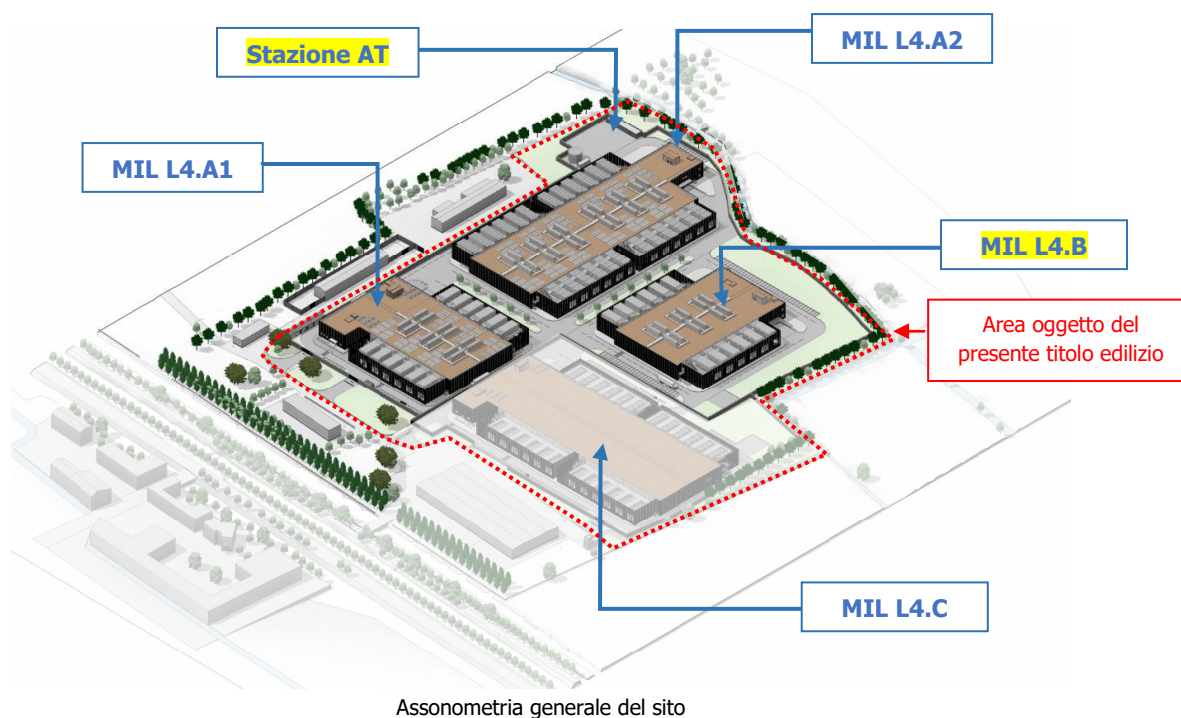 Stazione AT
MIL L4.A2
MIL L4.A1
MIL L4.B
Area oggetto del
presente titolo edilizio
MIL L4.C
Assonometria generale del sito